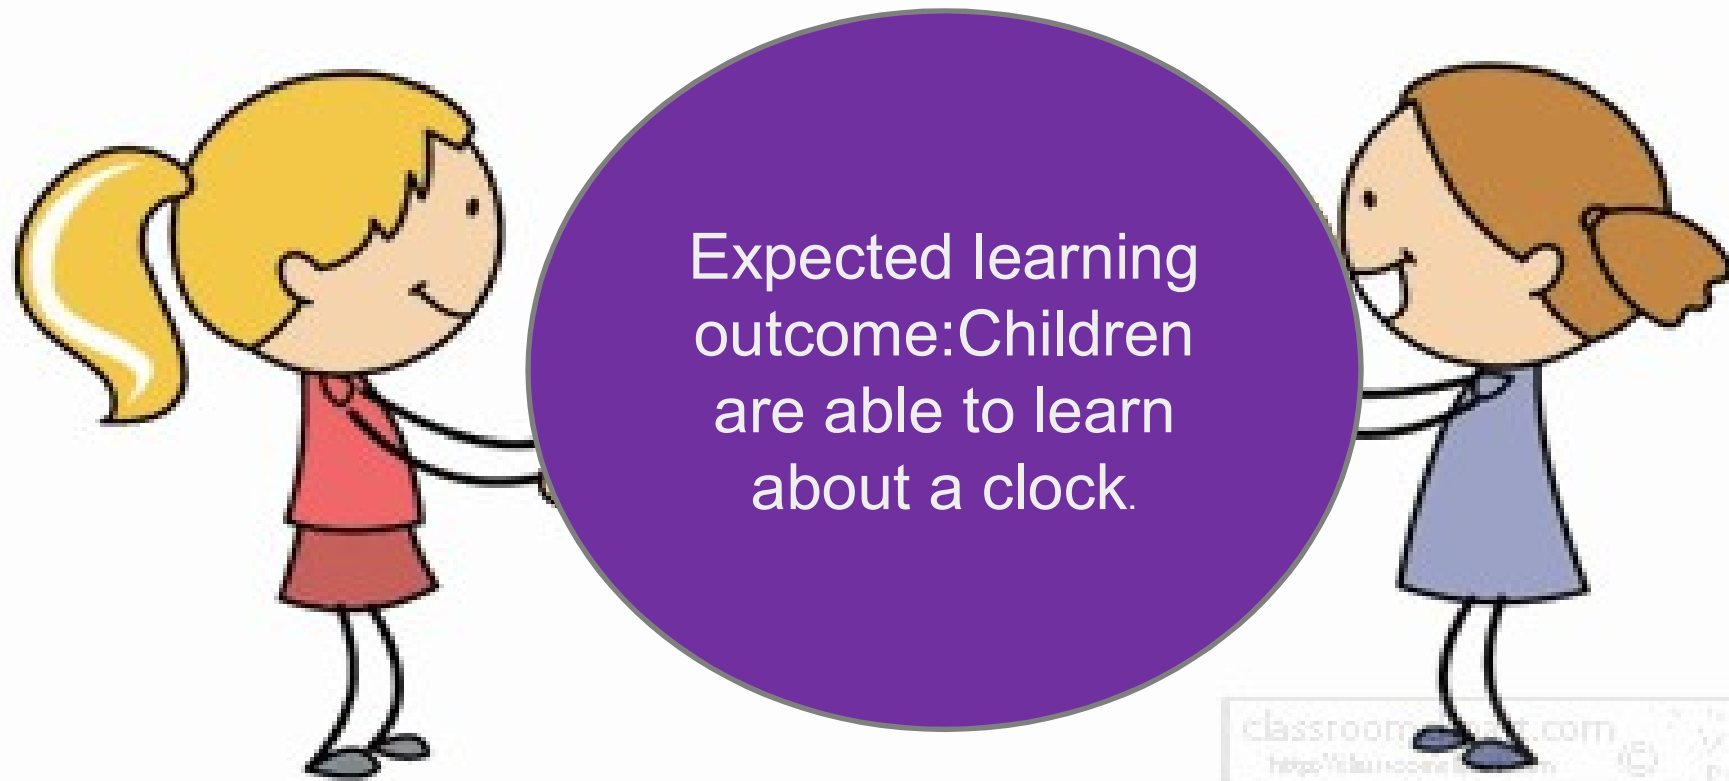 Expected learning
outcome:Children
are able to learn
about a clock.